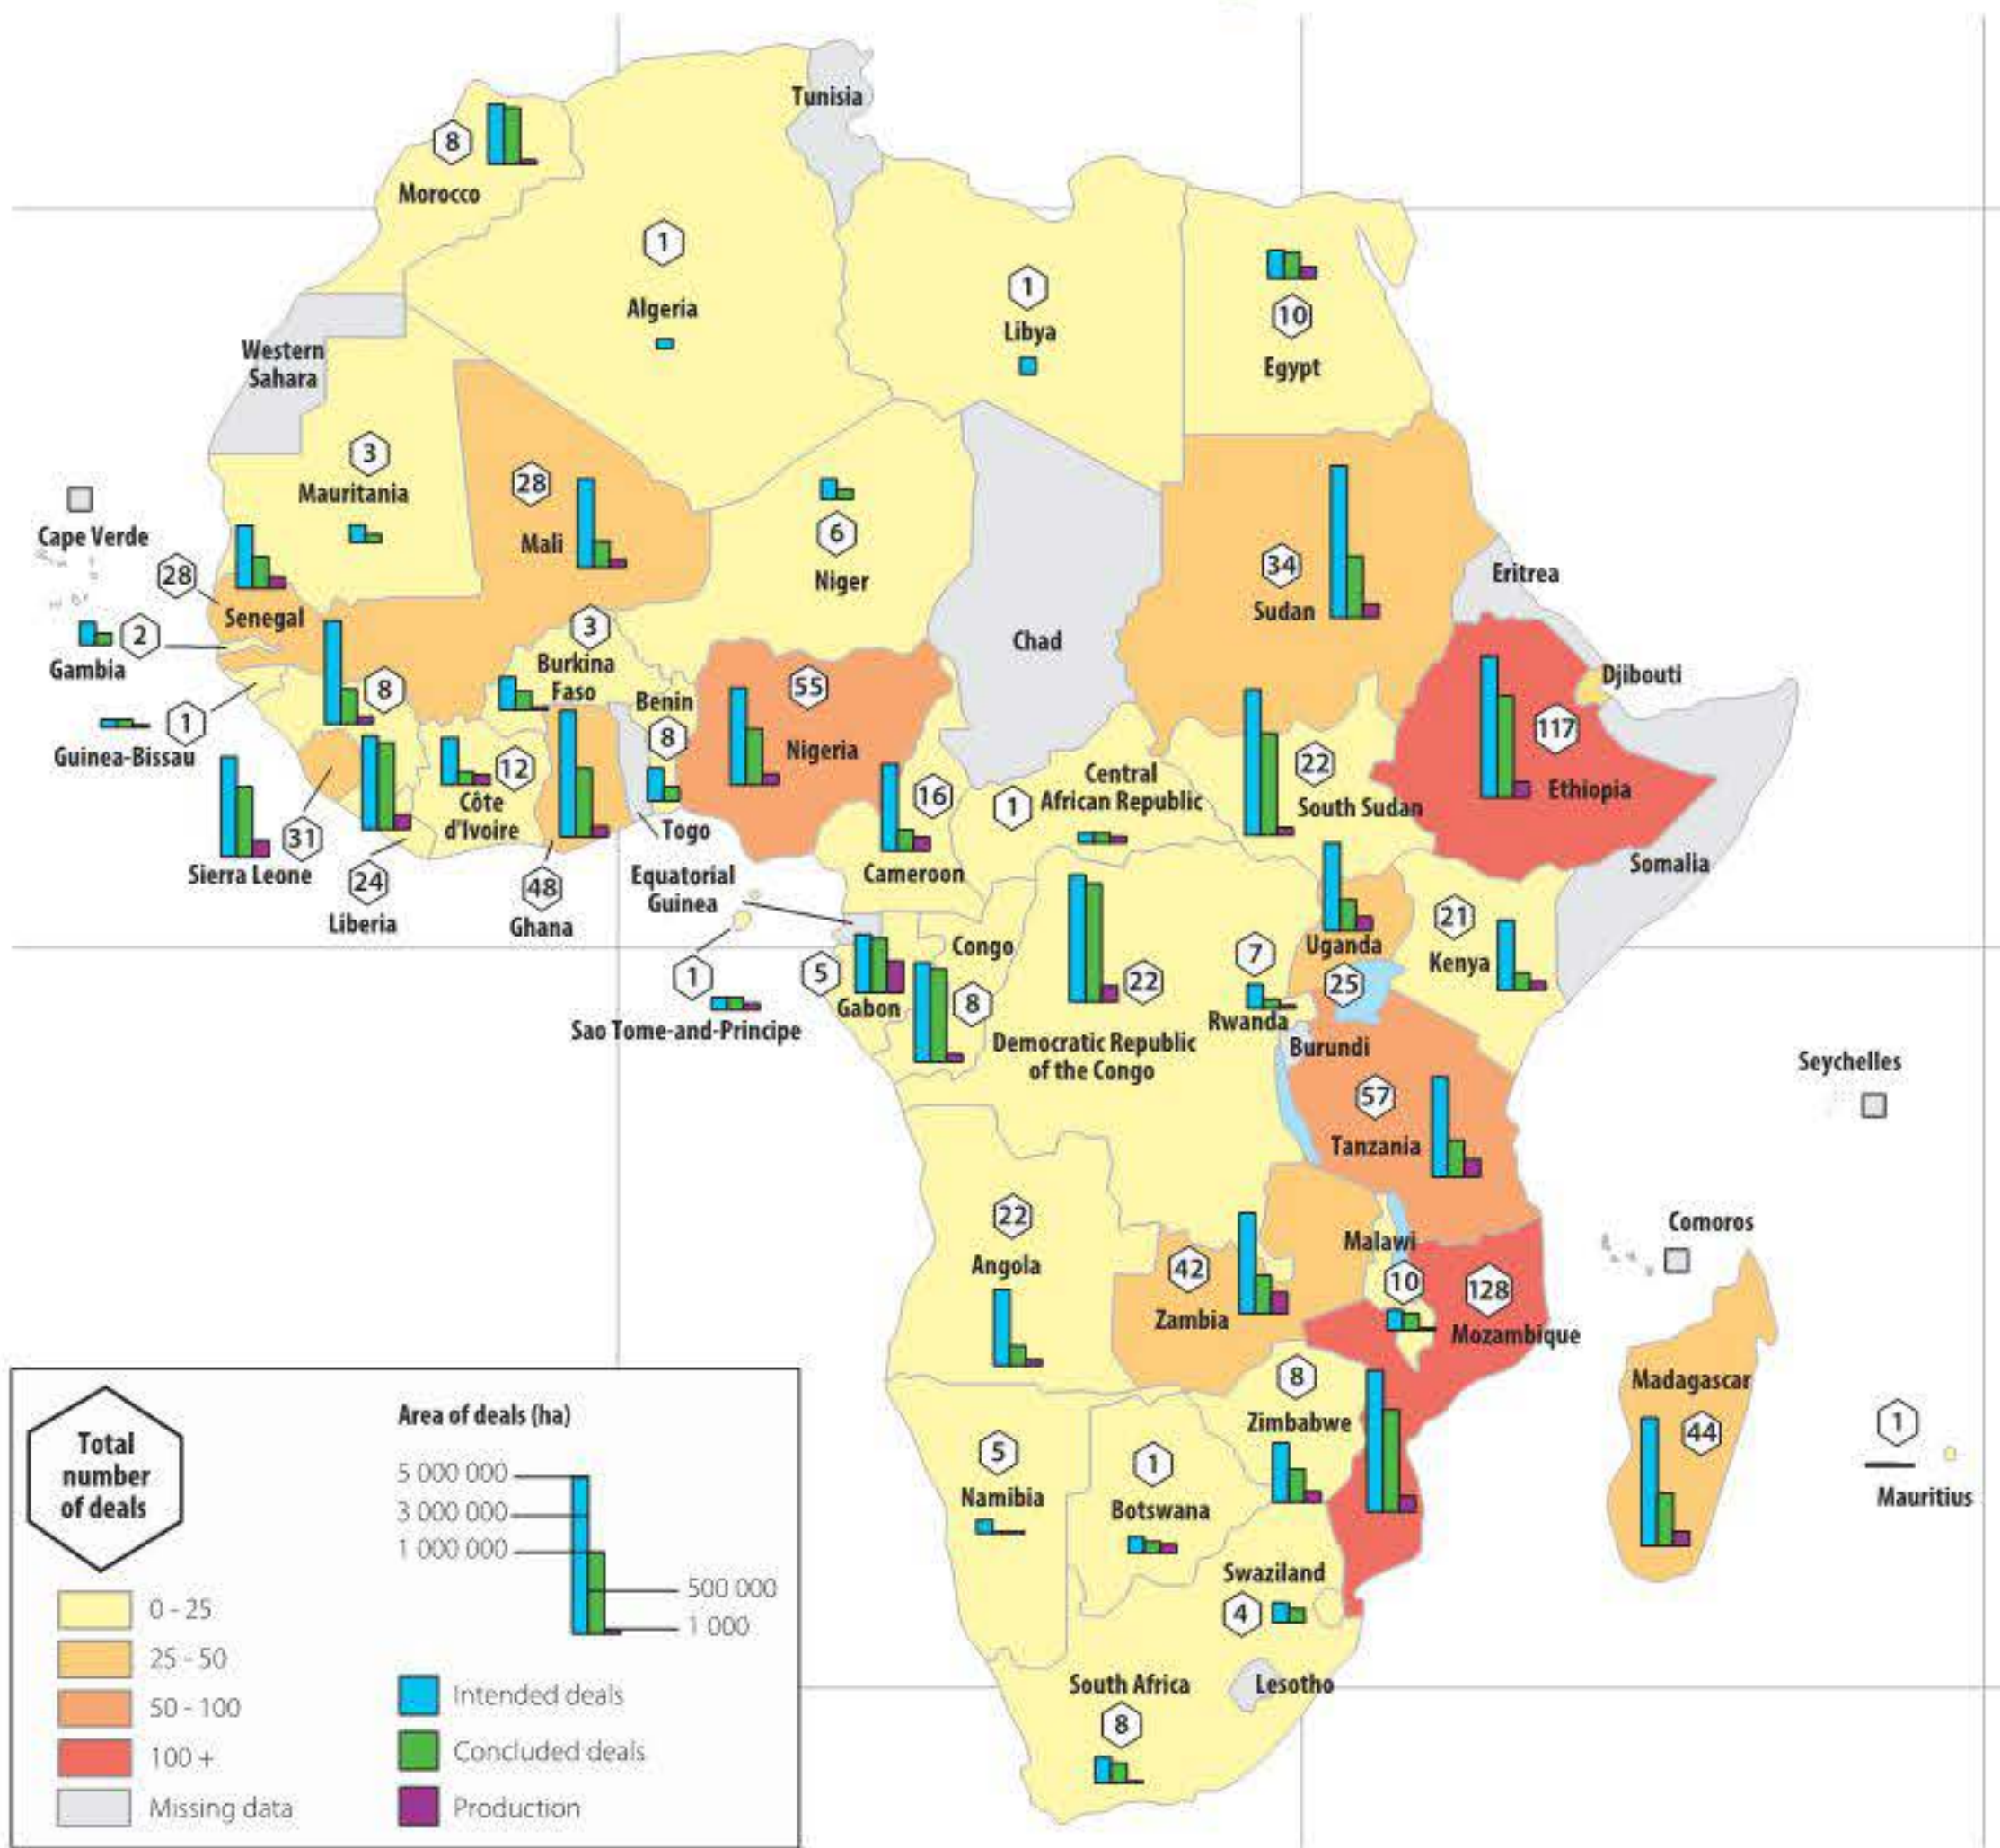 Tunisia
8
Morocco
1
Algeria
1
Libya
10
Egypt
Western
Sahara
3
Mauritania
28
Mali
6
Niger
Cape Verde
28
Senegal
34
Sudan
Eritrea
2
Gambia
3
Burkina
Faso
Chad
Djibouti
8
Benin
8
55
Nigeria
1
Guinea-Bissau
117
Ethiopia
12
Côte
d'Ivoire
16
Cameroon
1
Central
African Republic
22
South Sudan
31
Sierra Leone
Togo
24
Liberia
48
Ghana
Equatorial
Guinea
Somalia
Congo
8
5
Gabon
1
Sao Tome-and-Principe
22
Democratic Republic
of the Congo
7
Rwanda
Uganda
25
21
Kenya
Burundi
57
Tanzania
Seychelles
22
Angola
42
Zambia
Malawi
10
128
Mozambique
Comoros
Madagascar
44
1
Mauritius
8
Zimbabwe
5
Namibia
1
Botswana
Swaziland
4
South Africa
8
Lesotho
Total
number
of deals
0 - 25
25 - 50
50 - 100
100 +
Missing data
Area of deals (ha)
5 000 000
3 000 000
1 000 000
500 000
1 000
Intended deals
Concluded deals
Production